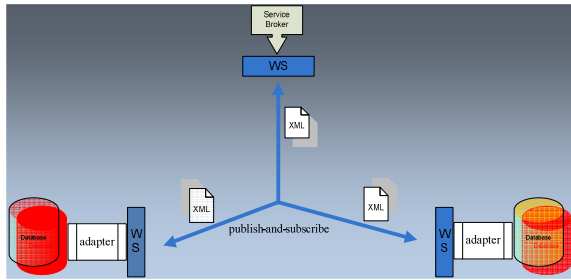 Service
Broker
WS
XML
XML
XML
publish-and-subscribe
Database
adapter
W
S
W
S
adapter
Database